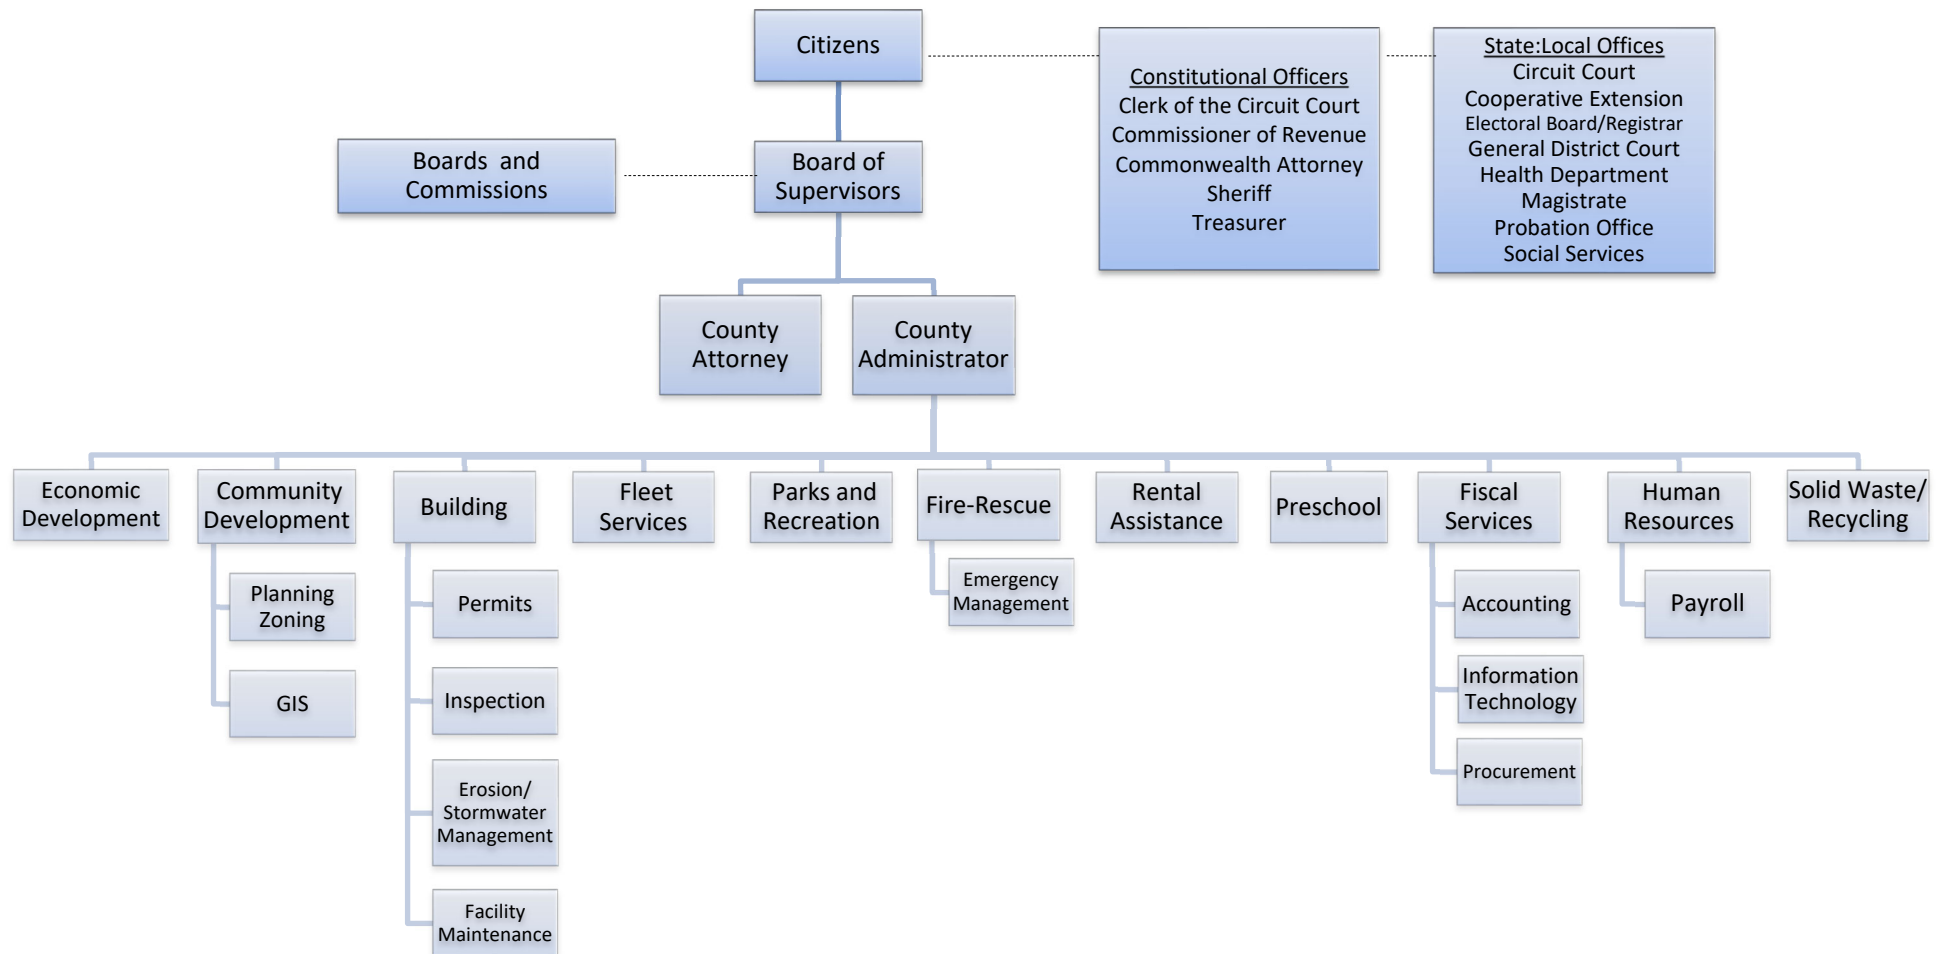 Citizens
Constitutional Officers
Clerk of the Circuit Court
Commissioner of Revenue
Commonwealth Attorney
Sheriff
Treasurer
State:Local Offices
Circuit Court
Cooperative Extension
Electoral Board/Registrar
General District Court
Health Department
Magistrate
Probation Office
Social Services
Boards and
Commissions
Board of
Supervisors
County
Attorney
County
Administrator
Economic
Development
Community
Development
Building
Fleet
Services
Parks and
Recreation
Fire-Rescue
Rental
Assistance
Preschool
Fiscal
Services
Human
Resources
Solid Waste/
Recycling
Planning
Zoning
GIS
Permits
Inspection
Erosion/
Stormwater
Management
Facility
Maintenance
Emergency
Management
Accounting
Information
Technology
Procurement
Payroll